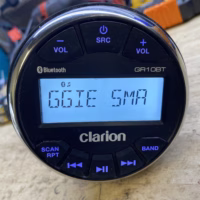 – SRC +
VOL VOL
Bluetooth GR10BT
GGIE SMA
clarion
SCAN BAND
RPT